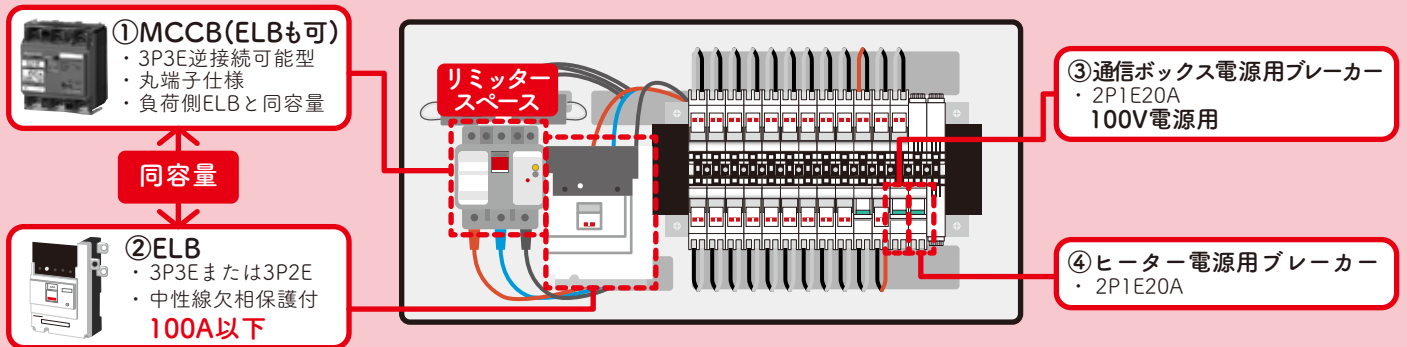 ①MCCB(ELBも可)
・3P3E逆接続可能型
・丸端子仕様
・負荷側ELBと同容量
同容量
②ELB
・3P3Eまたは3P2E
・中性線欠相保護付
100A以下
リミッター
スペース
③通信ボックス電源用ブレーカー
・2P1E20A
100V電源用
④ヒーター電源用ブレーカー
・2P1E20A